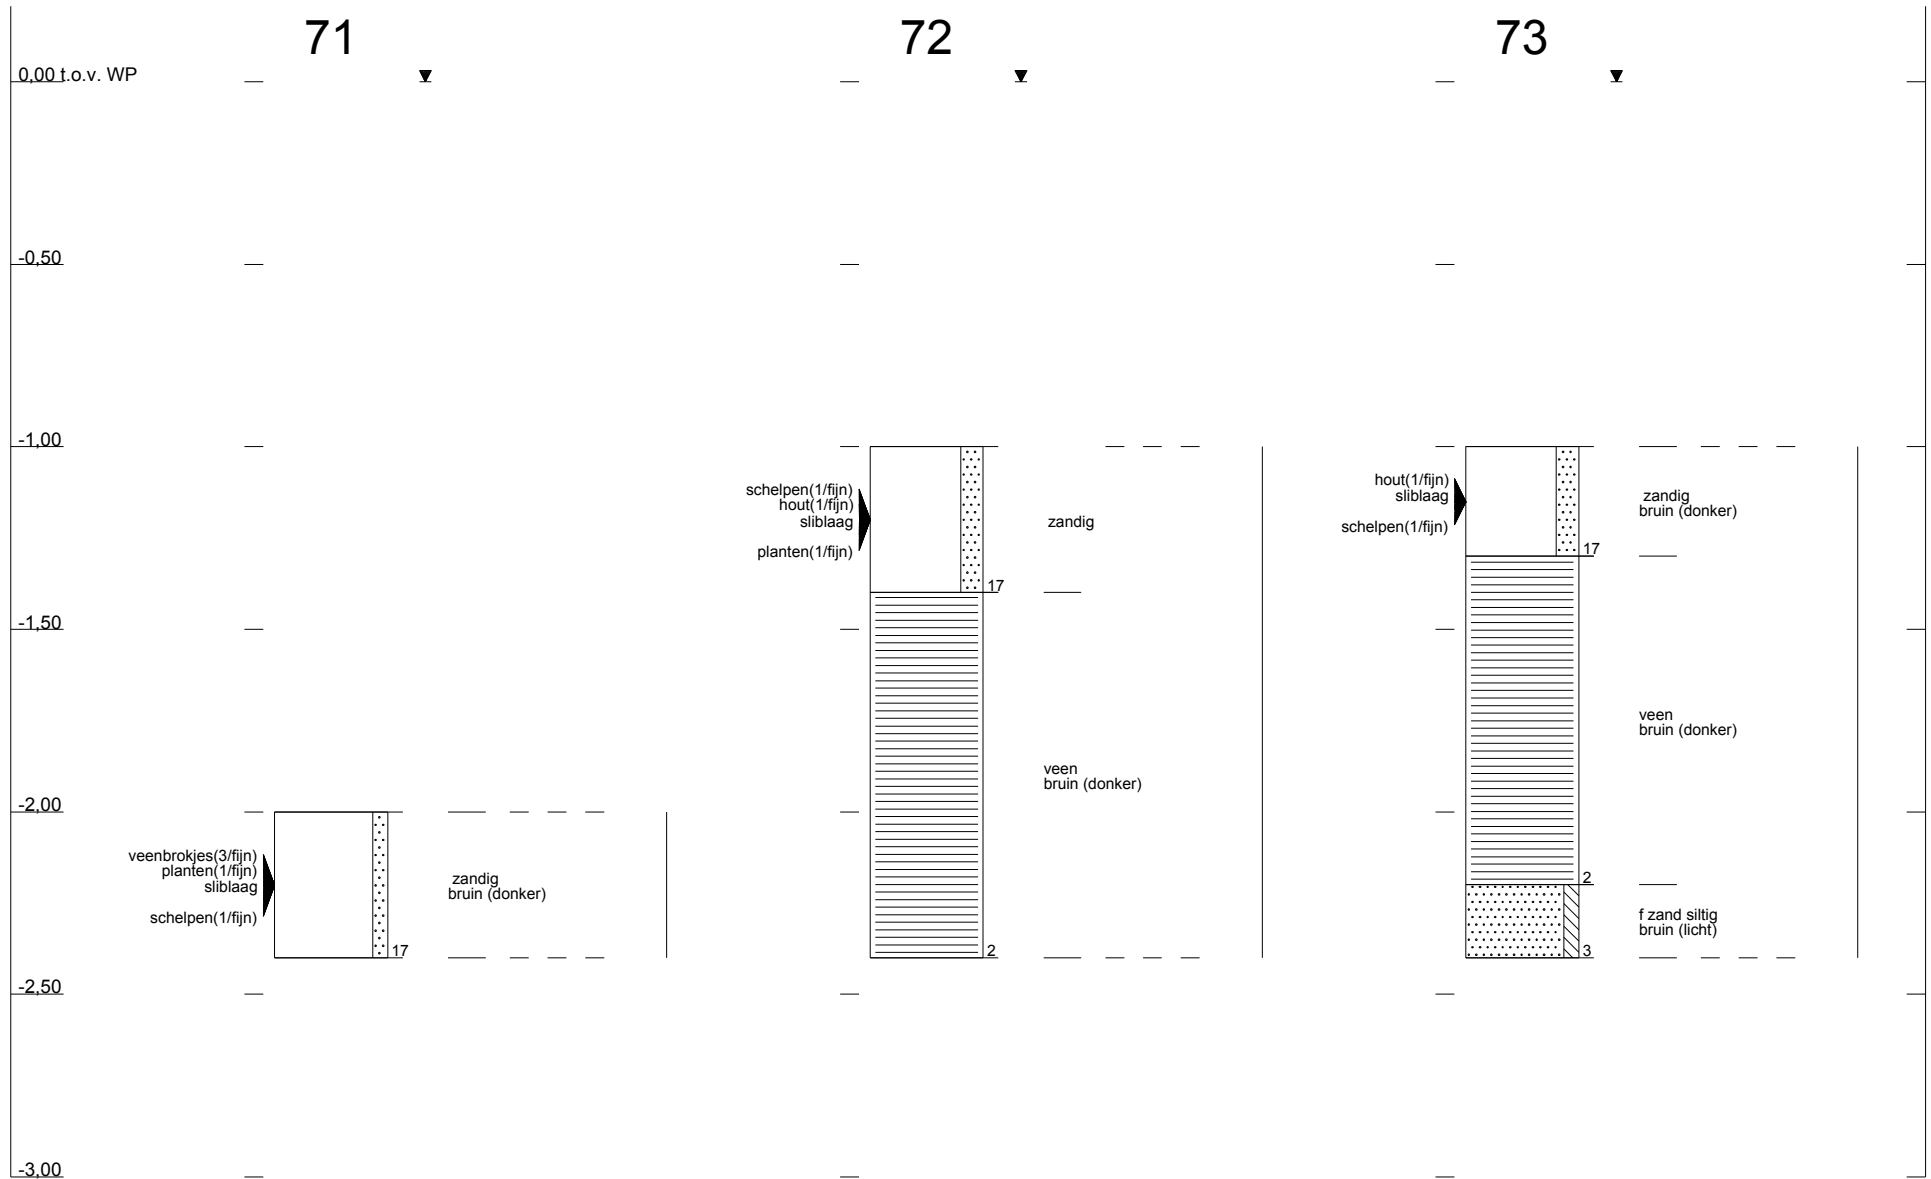 71
72
73
0,00 t.o.v. WP
-0,50
-1,00
-1,50
-2,00
-2,50
-3,00
veenbrokjes(3/fijn)
planten(1/fijn)
sliblaag
schelpen(1/fijn)
zandig
bruin (donker)
17
schelpen(1/fijn)
hout(1/fijn)
sliblaag
planten(1/fijn)
zandig
17
veen
bruin (donker)
2
hout(1/fijn)
sliblaag
schelpen(1/fijn)
zandig
bruin (donker)
17
veen
bruin (donker)
2
f zand siltig
bruin (licht)
3